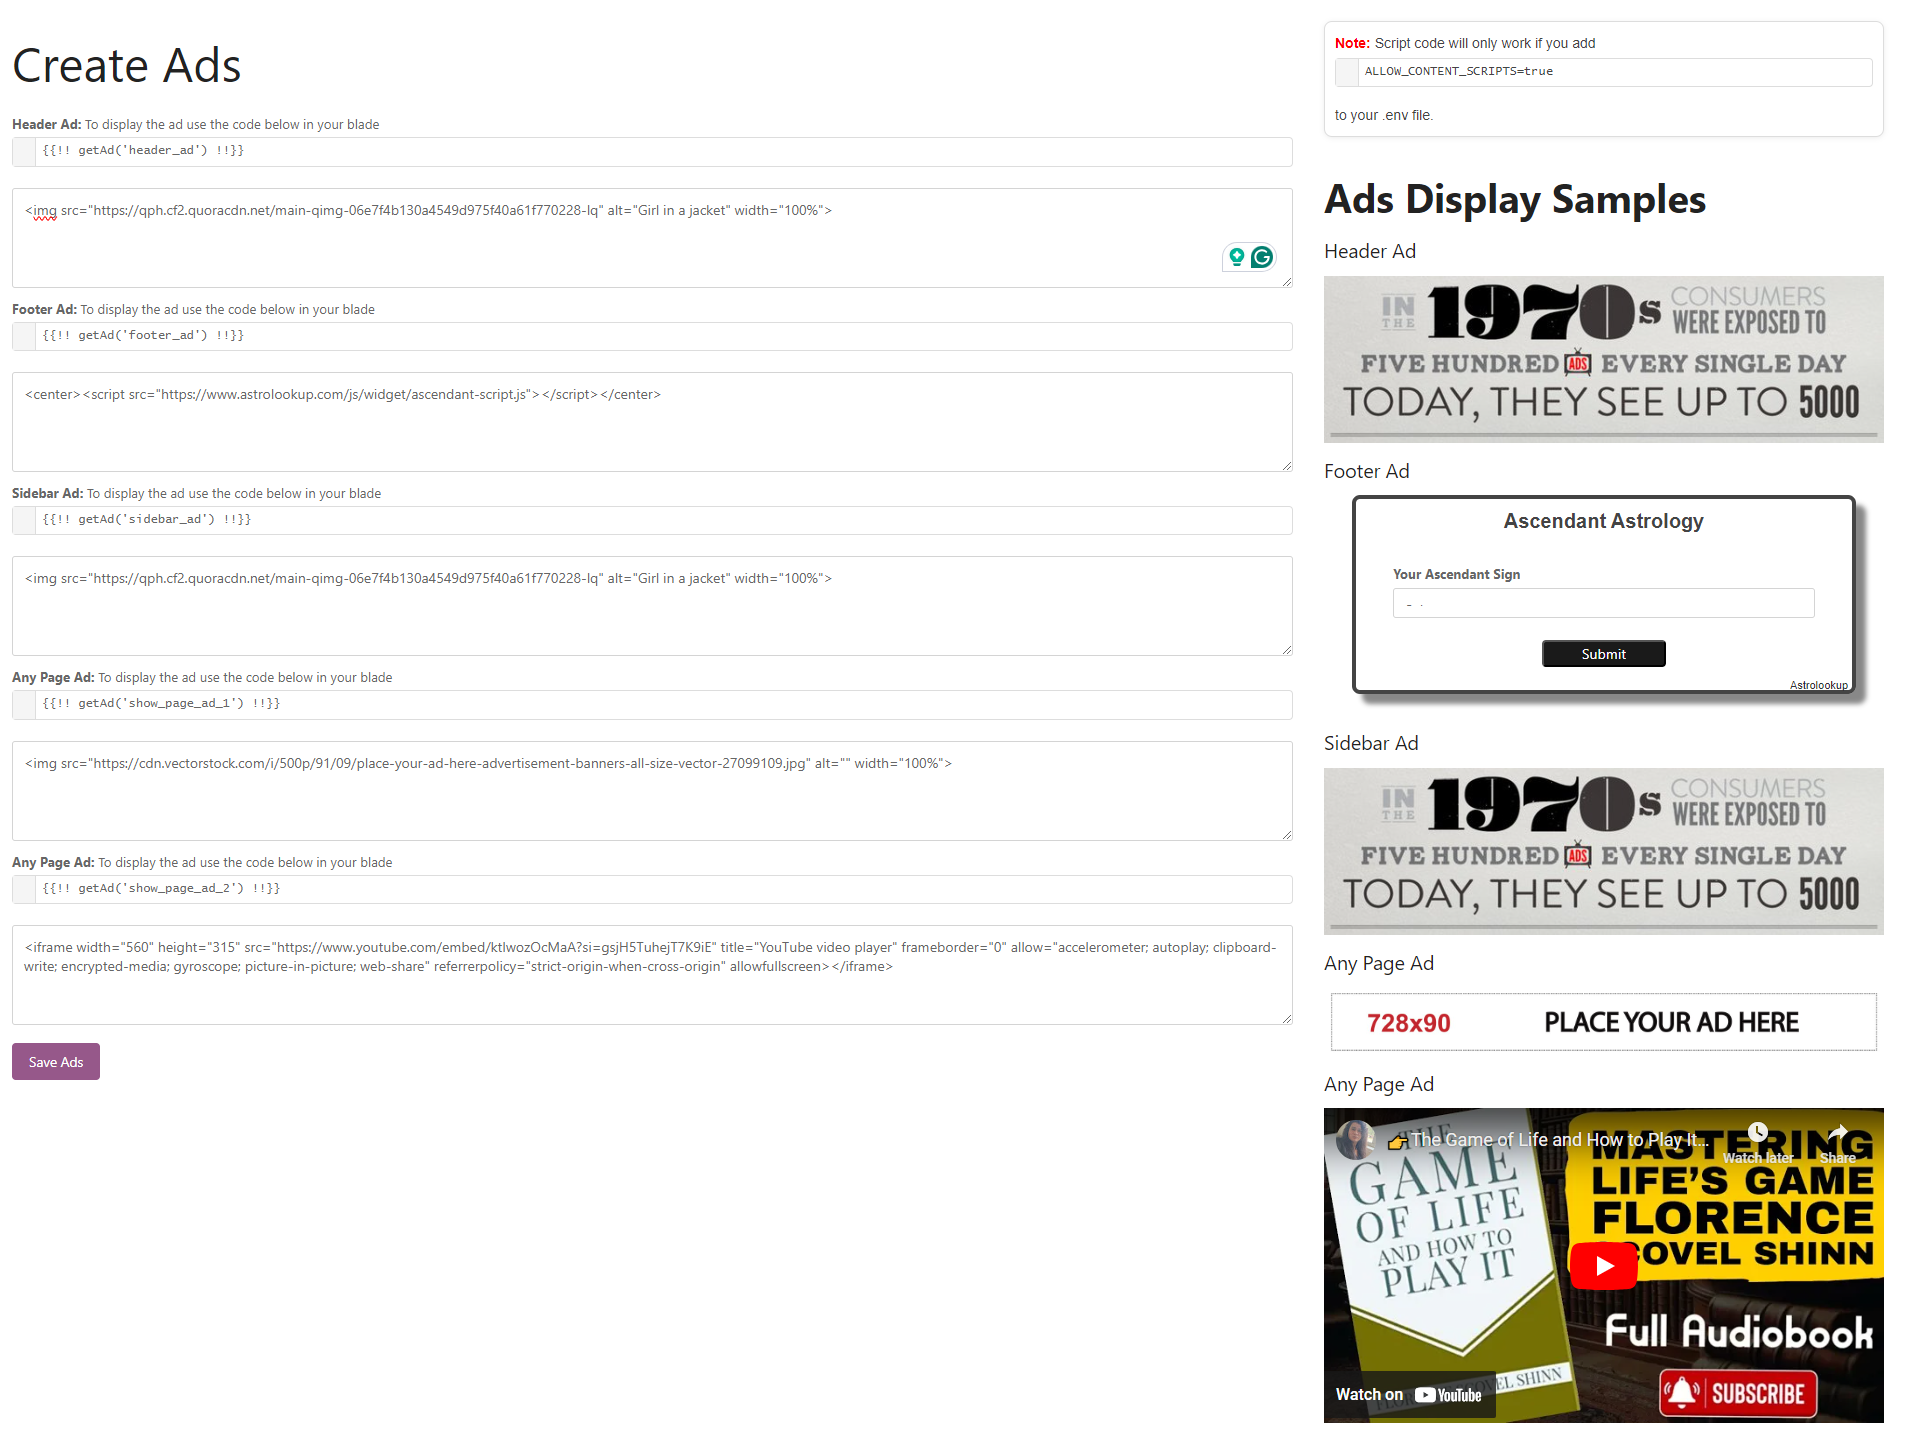 Create Ads
Header Ad: To display the ad use the code below in your blade
{{!! getAd('header_ad') !!}}
<img src="https://qph.cf2.quoracdn.net/main-qimg-06e7f4b130a4549d975f40a61f770228-lq" alt="Girl in a jacket" width="100%">
Footer Ad: To display the ad use the code below in your blade
{{!! getAd('footer_ad') !!}}
<center><script src="https://www.astrolookup.com/js/widget/ascendant-script.js"></script></center>
Sidebar Ad: To display the ad use the code below in your blade
{{!! getAd('sidebar_ad') !!}}
<img src="https://qph.cf2.quoracdn.net/main-qimg-06e7f4b130a4549d975f40a61f770228-lq" alt="Girl in a jacket" width="100%">
Any Page Ad: To display the ad use the code below in your blade
{{!! getAd('show_page_ad_1') !!}}
<img src="https://cdn.vectorstock.com/i/500p/91/09/place-your-ad-here-advertisement-banners-all-size-vector-27099109.jpg" alt="" width="100%">
Any Page Ad: To display the ad use the code below in your blade
{{!! getAd('show_page_ad_2') !!}}
<iframe width="560" height="315" src="https://www.youtube.com/embed/ktlwozOcMaA?si=gsjH5TuhejT7K9iE" title="YouTube video player" frameborder="0" allow="accelerometer; autoplay; clipboard-
write; encrypted-media; gyroscope; picture-in-picture; web-share" referrerpolicy="strict-origin-when-cross-origin" allowfullscreen></iframe>
Save Ads
Note: Script code will only work if you add
ALLOW_CONTENT_SCRIPTS=true
to your .env file.
Ads Display Samples
Header Ad
IN THE 1970s CONSUMERS
WERE EXPOSED TO
FIVE HUNDRED ADS EVERY SINGLE DAY
TODAY, THEY SEE UP TO 5000
Footer Ad
Ascendant Astrology
Your Ascendant Sign
Submit
Astrolookup
Sidebar Ad
IN THE 1970s CONSUMERS
WERE EXPOSED TO
FIVE HUNDRED ADS EVERY SINGLE DAY
TODAY, THEY SEE UP TO 5000
Any Page Ad
728x90 PLACE YOUR AD HERE
Any Page Ad
👉The Game of Life and How to Play It...
Watch later
Share
THE
GAME
OF LIFE
AND HOW TO
PLAY IT
MASTERING
LIFE'S GAME
FLORENCE
COVEL SHINN
Full Audiobook
SUBSCRIBE
Watch on YouTube